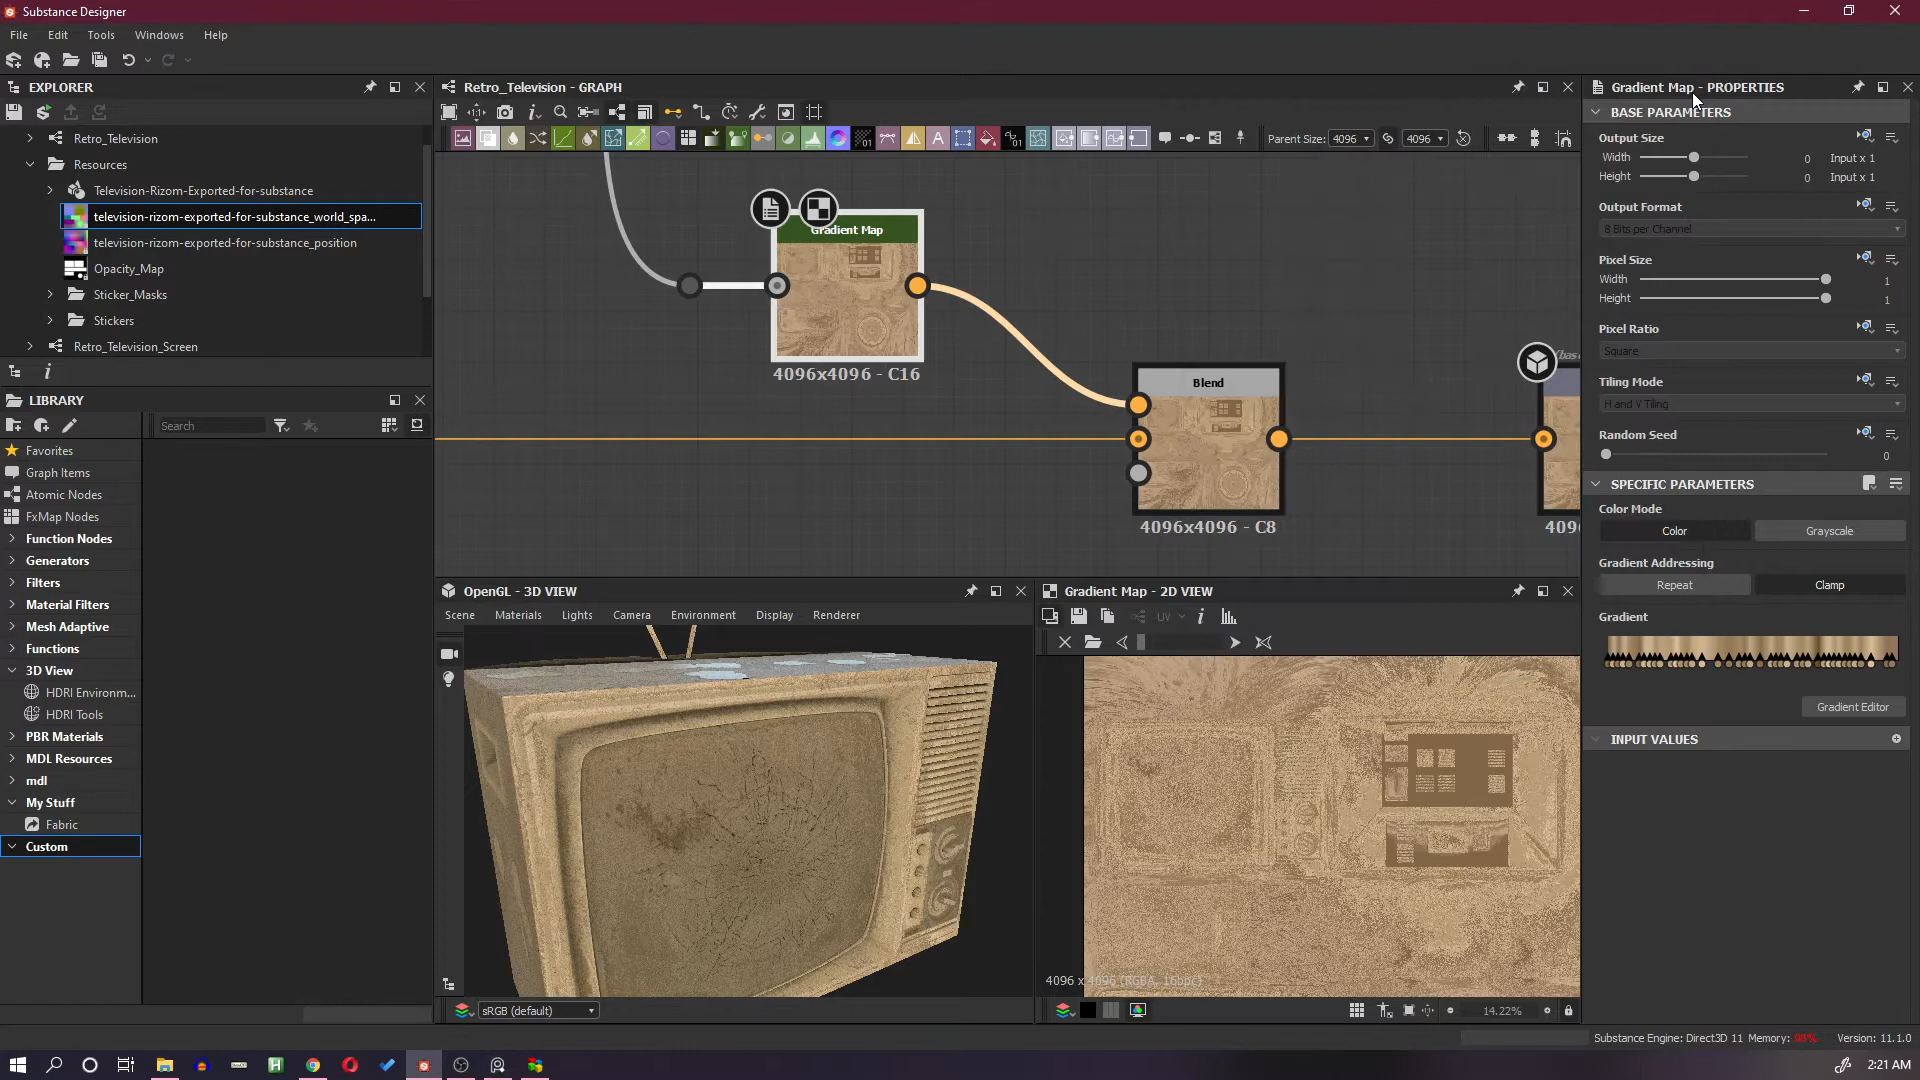 Substance Designer
File Edit Tools Windows Help
EXPLORER
Retro_Television
Resources
Television-Rizom-Exported-for-substance
television-rizom-exported-for-substance_world_spa...
television-rizom-exported-for-substance_position
Opacity_Map
Sticker_Masks
Stickers
Retro_Television_Screen
LIBRARY
Search
Favorites
Graph Items
Atomic Nodes
FxMap Nodes
Function Nodes
Generators
Filters
Material Filters
Mesh Adaptive
Functions
3D View
HDRI Environm...
HDRI Tools
PBR Materials
MDL Resources
mdl
My Stuff
Fabric
Custom
Retro_Television - GRAPH
Parent Size: 4096 4096
Gradient Map
4096x4096 - C16
Blend
4096x4096 - C8
OpenGL - 3D VIEW
Scene Materials Lights Camera Environment Display Renderer
sRGB (default)
Gradient Map - 2D VIEW
UV
4096 x 4096 (RGBA, 16bpc)
14.22%
Gradient Map - PROPERTIES
BASE PARAMETERS
Output Size
Width 0 Input x 1
Height 0 Input x 1
Output Format
8 Bits per Channel
Pixel Size
Width 1
Height 1
Pixel Ratio
Square
Tiling Mode
H and V Tiling
Random Seed
0
SPECIFIC PARAMETERS
Color Mode
Color Grayscale
Gradient Addressing
Repeat Clamp
Gradient
Gradient Editor
INPUT VALUES
Substance Engine: Direct3D 11 Memory: 98% Version: 11.1.0
2:21 AM